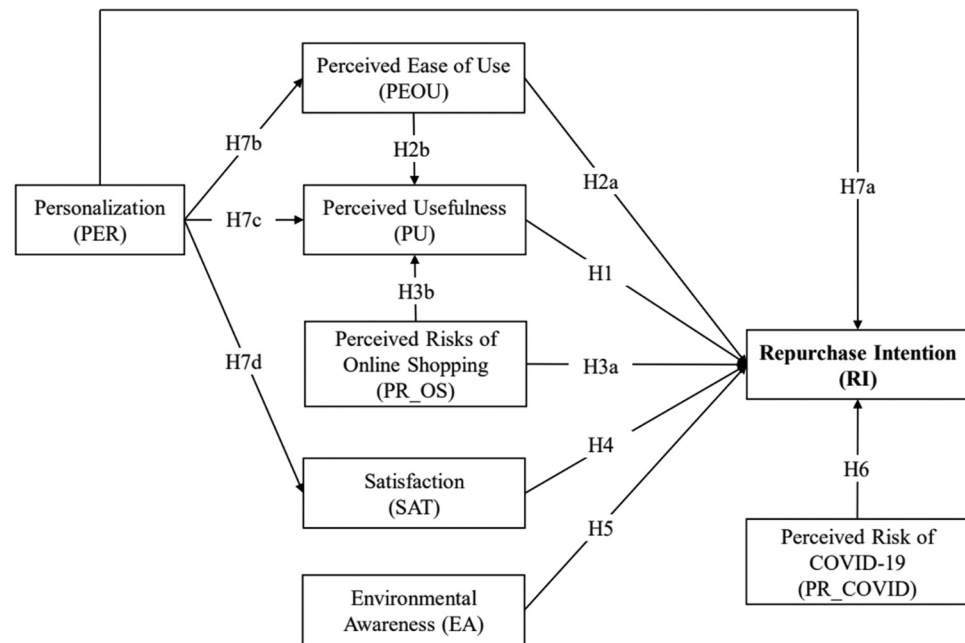 Perceived Ease of Use
(PEOU)
H7b
H2b
H2a
H7a
Personalization
(PER)
H7c
Perceived Usefulness
(PU)
H1
H3b
H7d
Perceived Risks of
Online Shopping
(PR_OS)
H3a
Repurchase Intention
(RI)
H4
Satisfaction
(SAT)
H6
H5
Perceived Risk of
COVID-19
(PR_COVID)
Environmental
Awareness (EA)